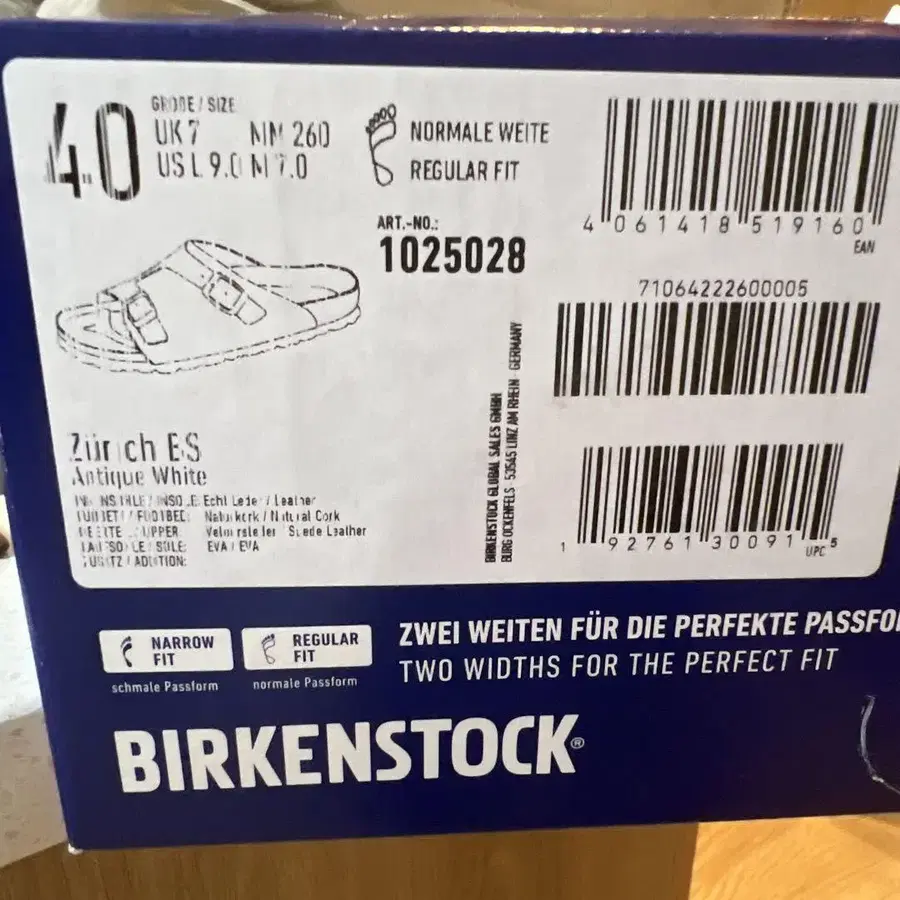 40
GRÖßE / SIZE
UK 7 MM 260
US L 9.0 M 7.0
NORMALE WEITE
REGULAR FIT
ART.-NO.:
1025028
4 061418 519160
EAN
71064222600005
BIRKENSTOCK GLOBAL SALES GMBH
BURG OCKENFELS · 53545 LINZ AM RHEIN · GERMANY
Zürich BS
Antique White
Echt Leder / Leather
Naturkork / Natural Cork
UPPER Veloursleder Suede Leather
SOLE: EVA / EVA
ADDITION:
1 92761 30091 5
UPC
NARROW
FIT
schmale Passform
REGULAR
FIT
normale Passform
ZWEI WEITEN FÜR DIE PERFEKTE
TWO WIDTHS FOR THE PERFECT FIT
BIRKENSTOCK®